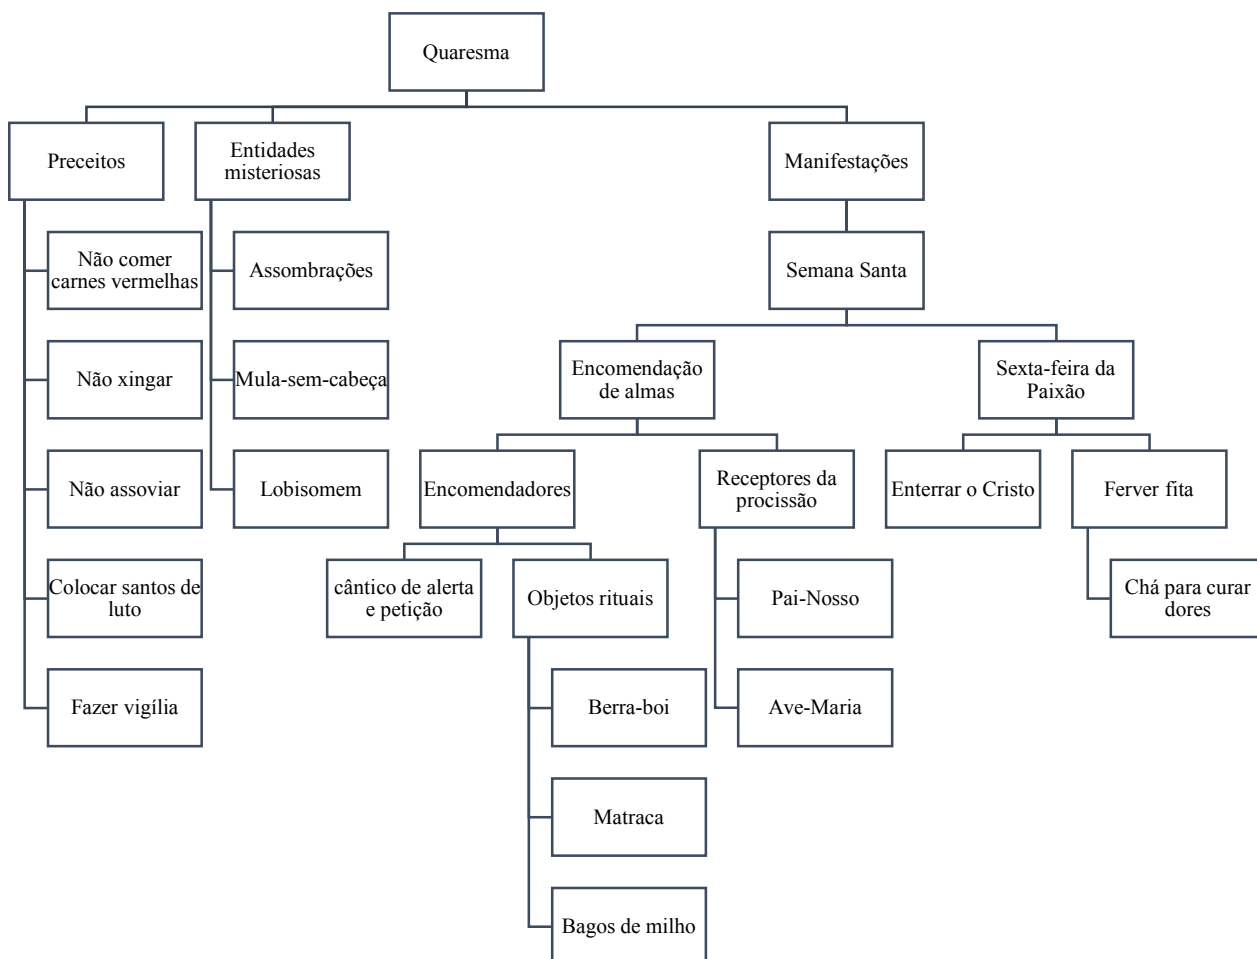 Quaresma
Preceitos
Entidades
misteriosas
Manifestações
Não comer
carnes vermelhas
Assombrações
Semana Santa
Não xingar
Mula-sem-cabeça
Encomendação
de almas
Sexta-feira da
Paixão
Não assoviar
Lobisomem
Encomendadores
Receptores da
procissão
Enterrar o Cristo
Ferver fita
Colocar santos de
luto
cântico de alerta
e petição
Objetos rituais
Pai-Nosso
Chá para curar
dores
Fazer vigília
Berra-boi
Ave-Maria
Matraca
Bagos de milho